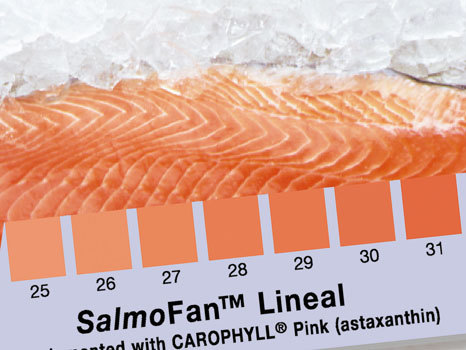 25 26 27 28 29 30 31
SalmoFan™ Lineal
with CAROPHYLL® Pink (astaxanthin)